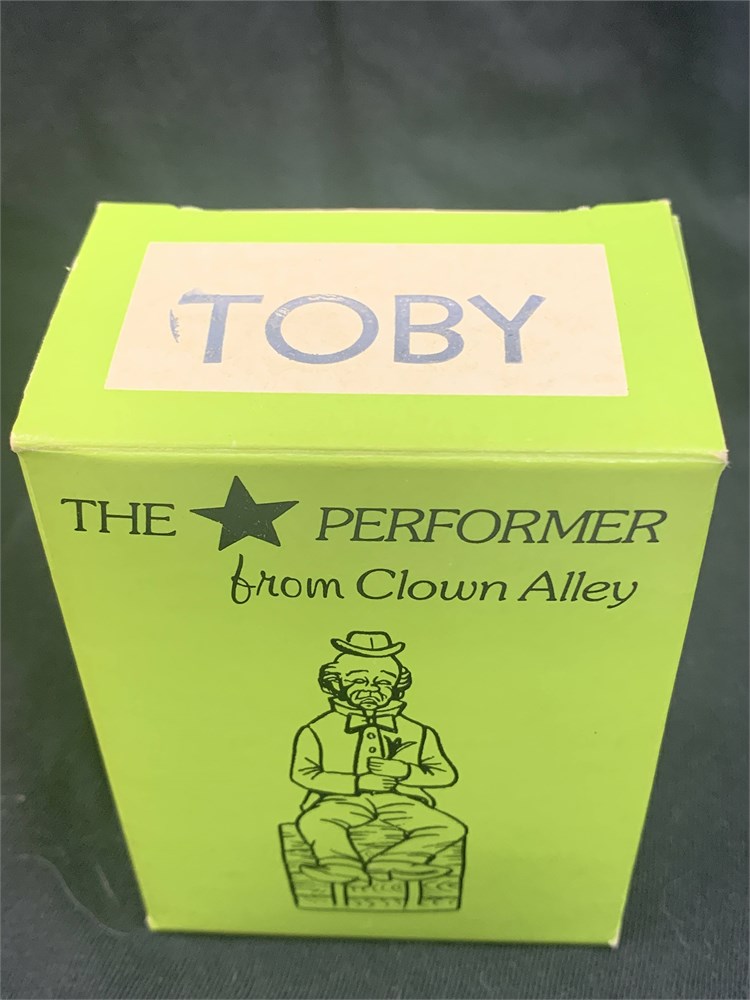 TOBY
THE ★ PERFORMER
from Clown Alley